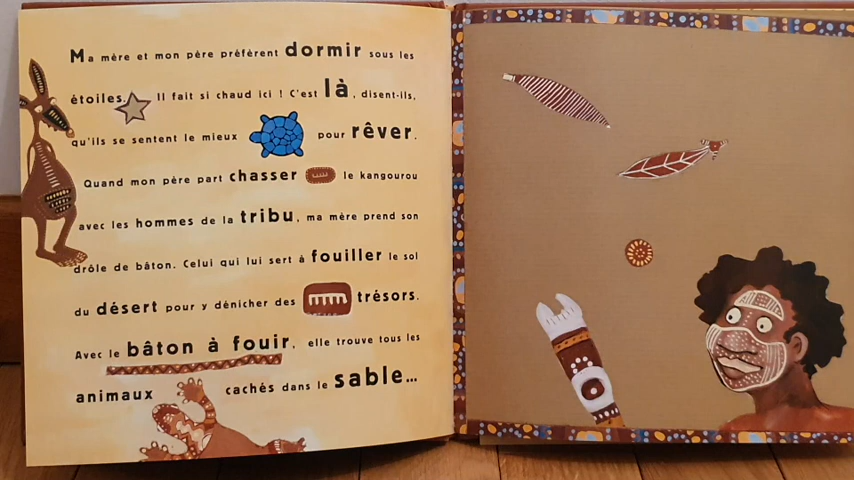 Ma mère et mon père préfèrent dormir sous les
étoiles. Il fait si chaud ici ! C'est là, disent-ils,
qu'ils se sentent le mieux pour rêver.
Quand mon père part chasser le kangourou
avec les hommes de la tribu, ma mère prend son
drôle de bâton. Celui qui lui sert à fouiller le sol
du désert pour y dénicher des trésors.
Avec le bâton à fouir, elle trouve tous les
animaux cachés dans le sable...